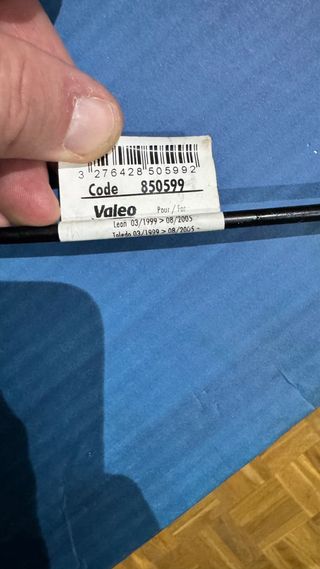 3 276428 505992
Code 850599
Valeo Pour / For
Leon 03/1999 > 08/2005
Toledo 03/1999 > 08/2005 -